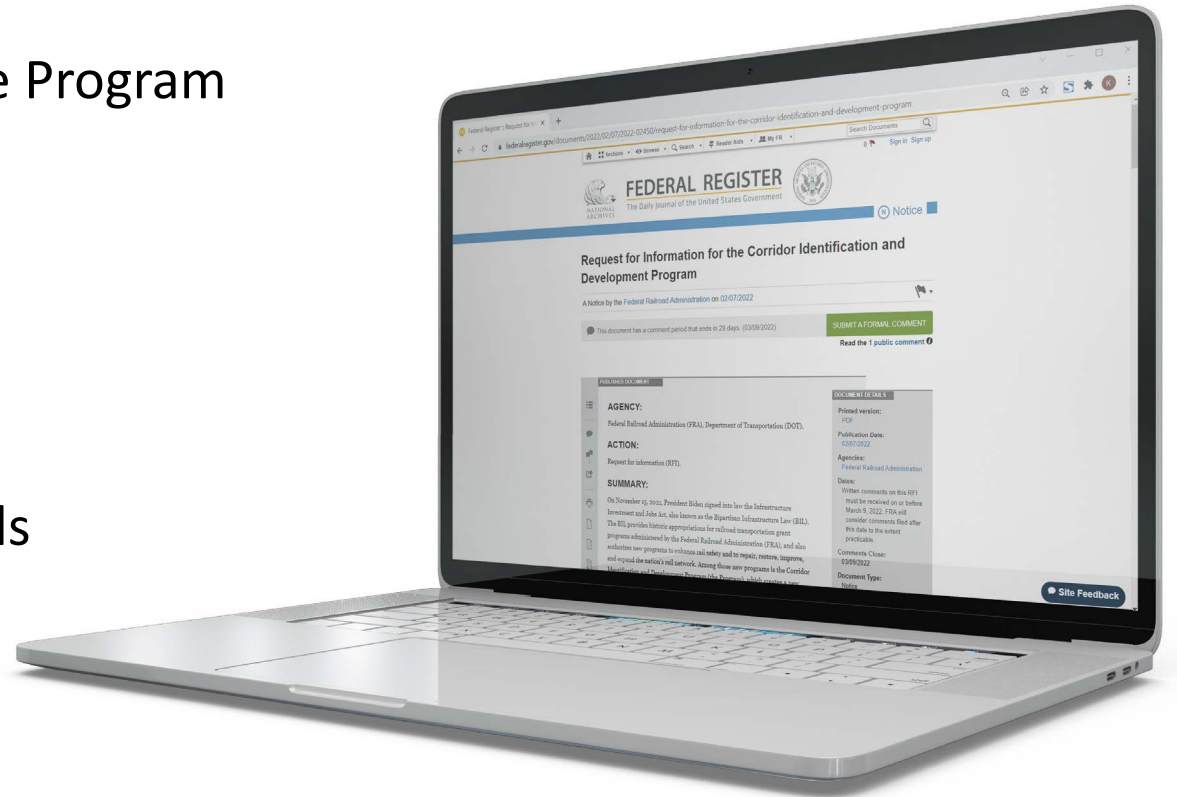 e Program
ls
Federal Register :: Request for
federalregister.gov/documents/2022/02/07/2022-02450/request-for-information-for-the-corridor-identification-and-development-program
Sections Browse Search Reader Aids My FR
Search Documents
0 Sign in Sign up
NATIONAL
ARCHIVES
FEDERAL REGISTER
The Daily Journal of the United States Government
N Notice
Request for Information for the Corridor Identification and
Development Program
A Notice by the Federal Railroad Administration on 02/07/2022
This document has a comment period that ends in 29 days. (03/09/2022)
SUBMIT A FORMAL COMMENT
Read the 1 public comment
PUBLISHED DOCUMENT
AGENCY:
Federal Railroad Administration (FRA), Department of Transportation (DOT).
ACTION:
Request for information (RFI).
SUMMARY:
On November 15, 2021, President Biden signed into law the Infrastructure
Investment and Jobs Act, also known as the Bipartisan Infrastructure Law (BIL).
The BIL provides historic appropriations for railroad transportation grant
programs administered by the Federal Railroad Administration (FRA), and also
authorizes new programs to enhance rail safety and to repair, restore, improve,
and expand the nation's rail network. Among those new programs is the Corridor
Identification and Development Program (the Program), which creates a new
DOCUMENT DETAILS
Printed version:
PDF
Publication Date:
02/07/2022
Agencies:
Federal Railroad Administration
Dates:
Written comments on this RFI
must be received on or before
March 9, 2022. FRA will
consider comments filed after
this date to the extent
practicable.
Comments Close:
03/09/2022
Document Type:
Notice
Site Feedback